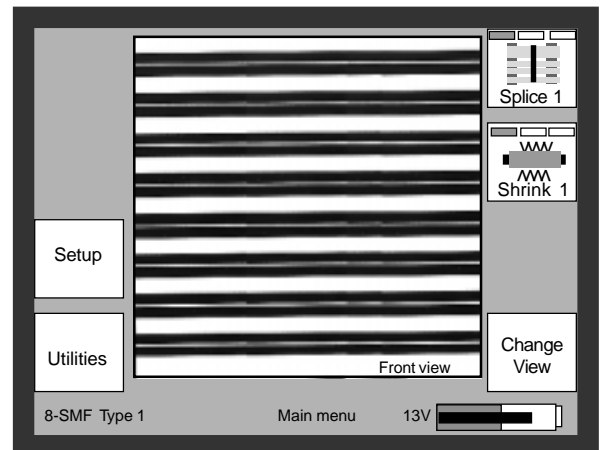 Splice 1
Shrink 1
Setup
Utilities
Front view
Change
View
8-SMF Type 1
Main menu
13V